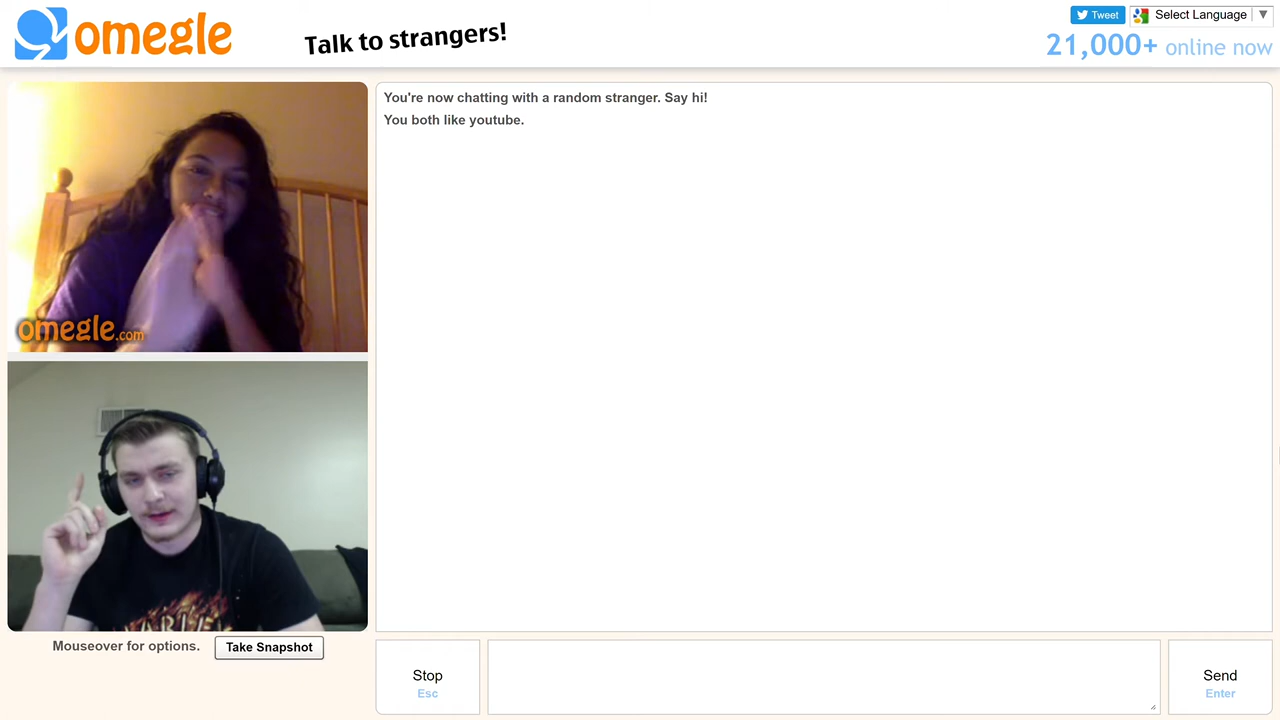 omegle
Talk to strangers!
Tweet
Select Language ▼
21,000+ online now
You're now chatting with a random stranger. Say hi!
You both like youtube.
omegle.com
Mouseover for options.
Take Snapshot
Stop
Esc
Send
Enter